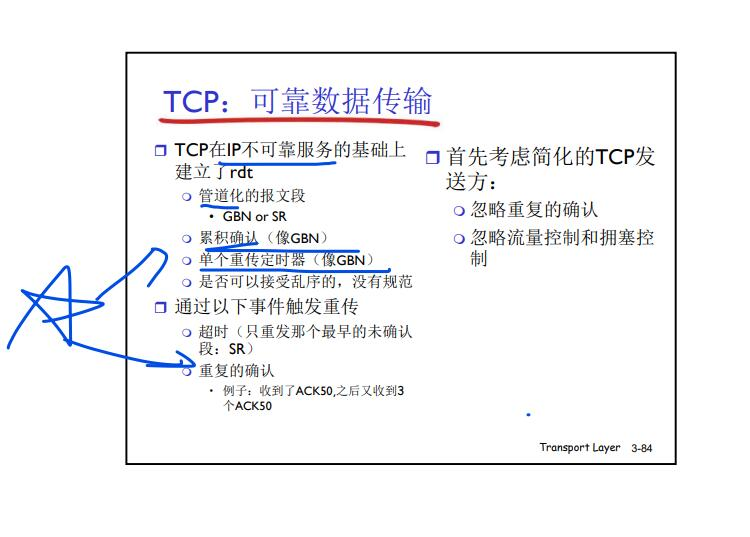 TCP：可靠数据传输
TCP在IP不可靠服务的基础上
建立了rdt
管道化的报文段
• GBN or SR
累积确认（像GBN）
单个重传定时器（像GBN）
是否可以接受乱序的，没有规范
通过以下事件触发重传
超时（只重发那个最早的未确认
段：SR）
重复的确认
• 例子：收到了ACK50,之后又收到3
个ACK50
首先考虑简化的TCP发
送方：
忽略重复的确认
忽略流量控制和拥塞控
制
Transport Layer 3-84